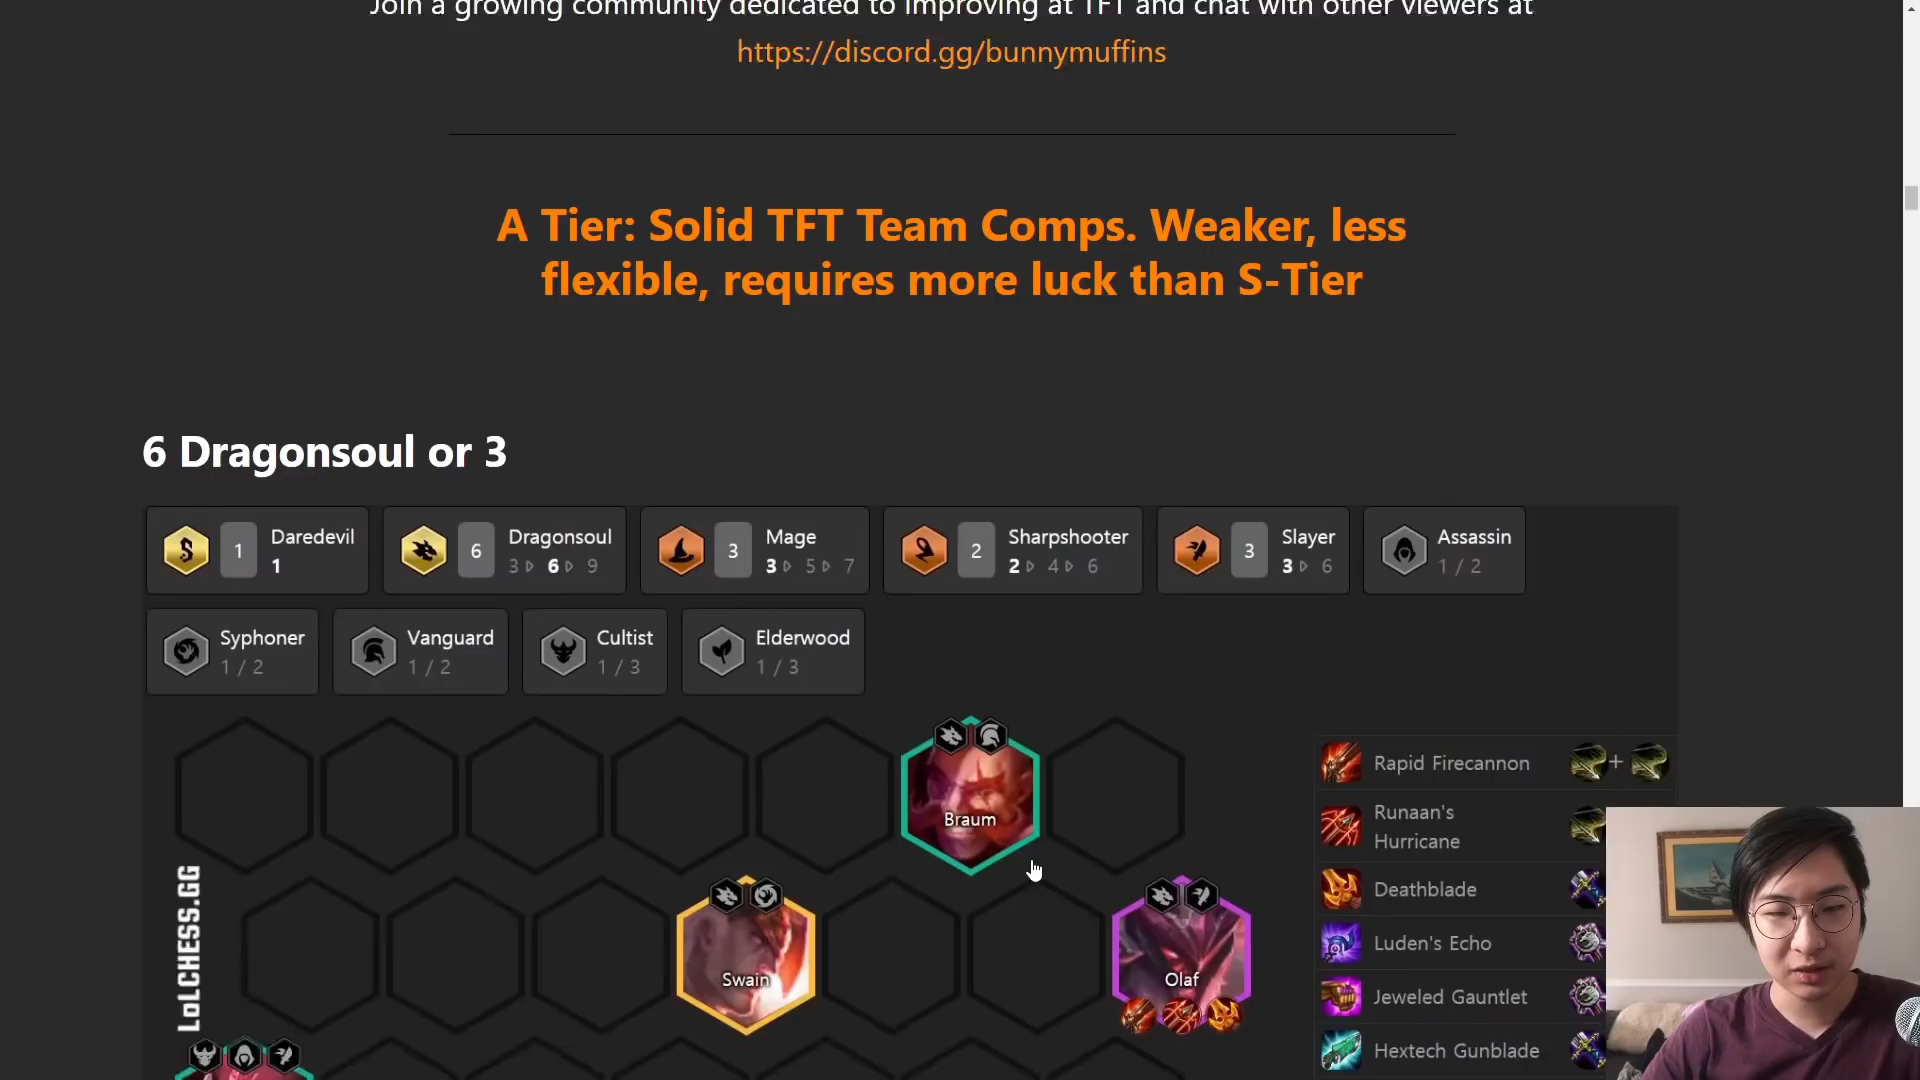 Join a growing community dedicated to improving at TFT and chat with other viewers at
https://discord.gg/bunnymuffins
A Tier: Solid TFT Team Comps. Weaker, less
flexible, requires more luck than S-Tier
6 Dragonsoul or 3
1 Daredevil
1
6 Dragonsoul
3 6 9
3 Mage
3 5 7
2 Sharpshooter
2 4 6
3 Slayer
3 6
Assassin
1 / 2
Syphoner
1 / 2
Vanguard
1 / 2
Cultist
1 / 3
Elderwood
1 / 3
Braum
Swain
Olaf
LoLCHESS.GG
Rapid Firecannon +
Runaan's
Hurricane
Deathblade
Luden's Echo
Jeweled Gauntlet
Hextech Gunblade